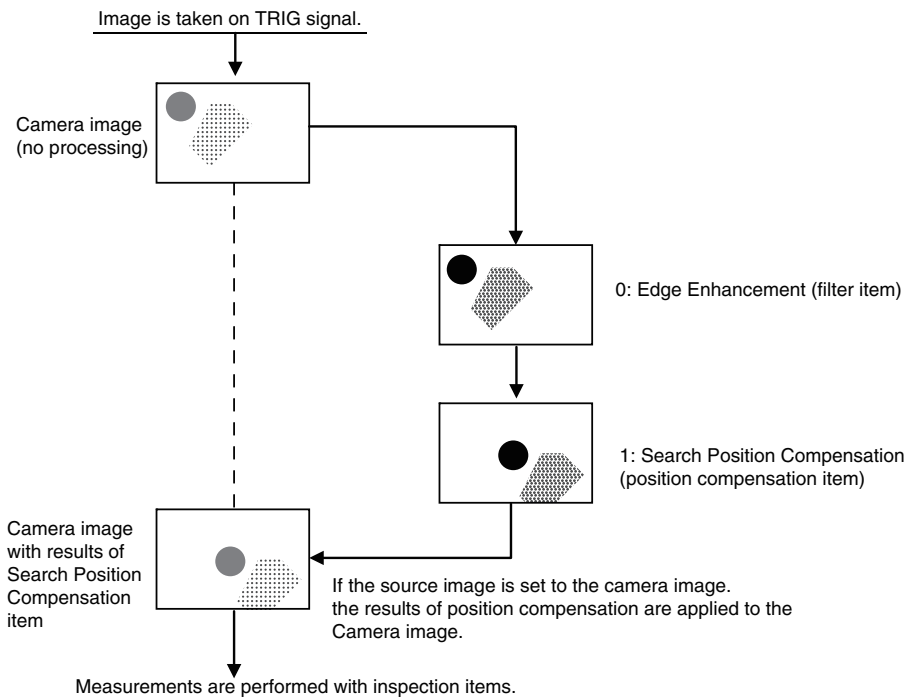 Image is taken on TRIG signal.
Camera image
(no processing)
0: Edge Enhancement (filter item)
1: Search Position Compensation
(position compensation item)
Camera image
with results of
Search Position
Compensation
item
If the source image is set to the camera image.
the results of position compensation are applied to the
Camera image.
Measurements are performed with inspection items.